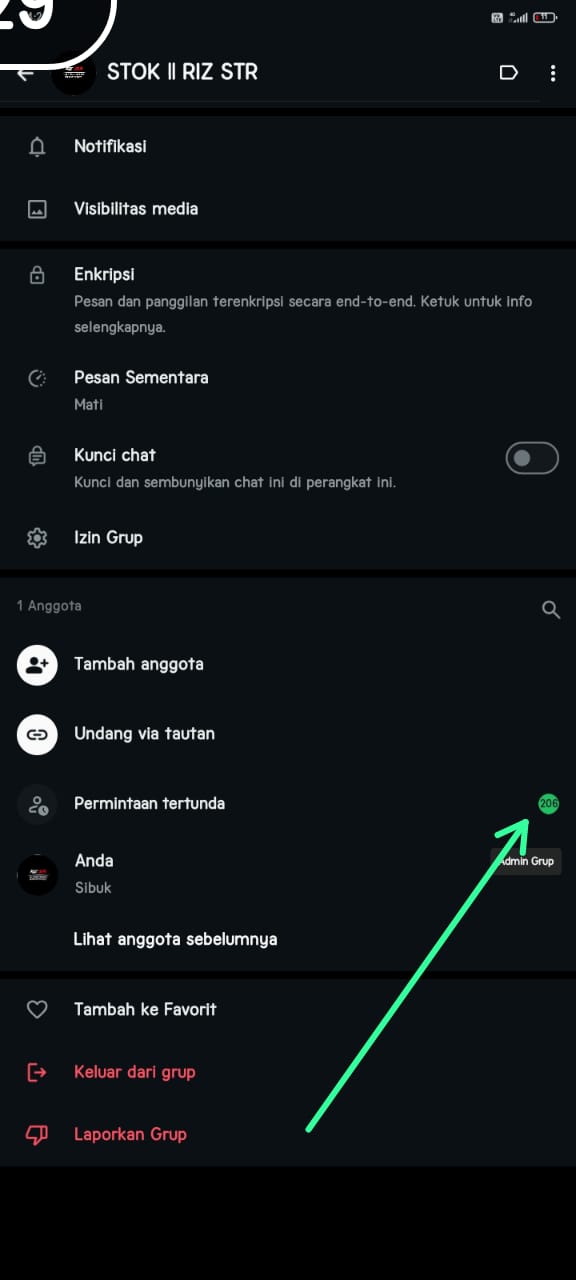 29
STOK || RIZ STR
Notifikasi
Visibilitas media
Enkripsi
Pesan dan panggilan terenkripsi secara end-to-end. Ketuk untuk info
selengkapnya.
Pesan Sementara
Mati
Kunci chat
Kunci dan sembunyikan chat ini di perangkat ini.
Izin Grup
1 Anggota
Tambah anggota
Undang via tautan
Permintaan tertunda
206
Anda
Admin Grup
Sibuk
Lihat anggota sebelumnya
Tambah ke Favorit
Keluar dari grup
Laporkan Grup